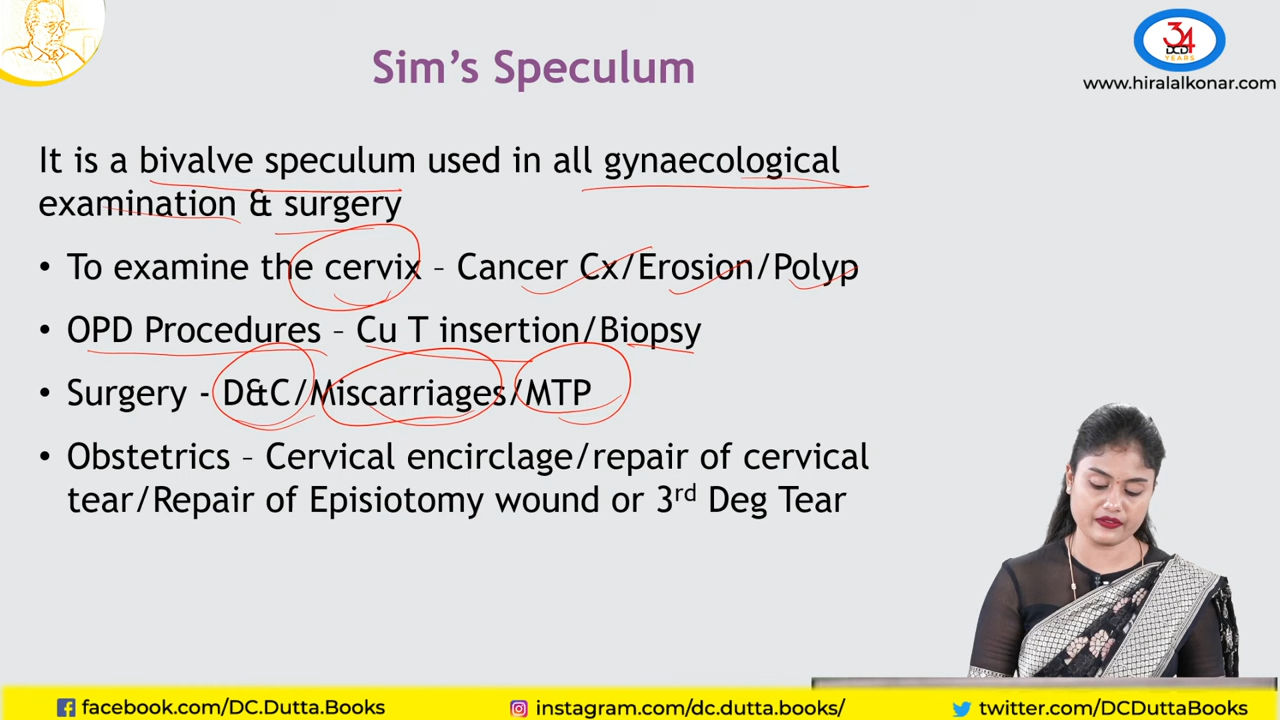 Sim's Speculum
34
DCD
YEARS
www.hiralalkonar.com
It is a bivalve speculum used in all gynaecological
examination & surgery
• To examine the cervix – Cancer Cx/Erosion/Polyp
• OPD Procedures – Cu T insertion/Biopsy
• Surgery - D&C/Miscarriages/MTP
• Obstetrics – Cervical encirclage/repair of cervical
tear/Repair of Episiotomy wound or 3rd Deg Tear
facebook.com/DC.Dutta.Books
instagram.com/dc.dutta.books/
twitter.com/DCDuttaBooks